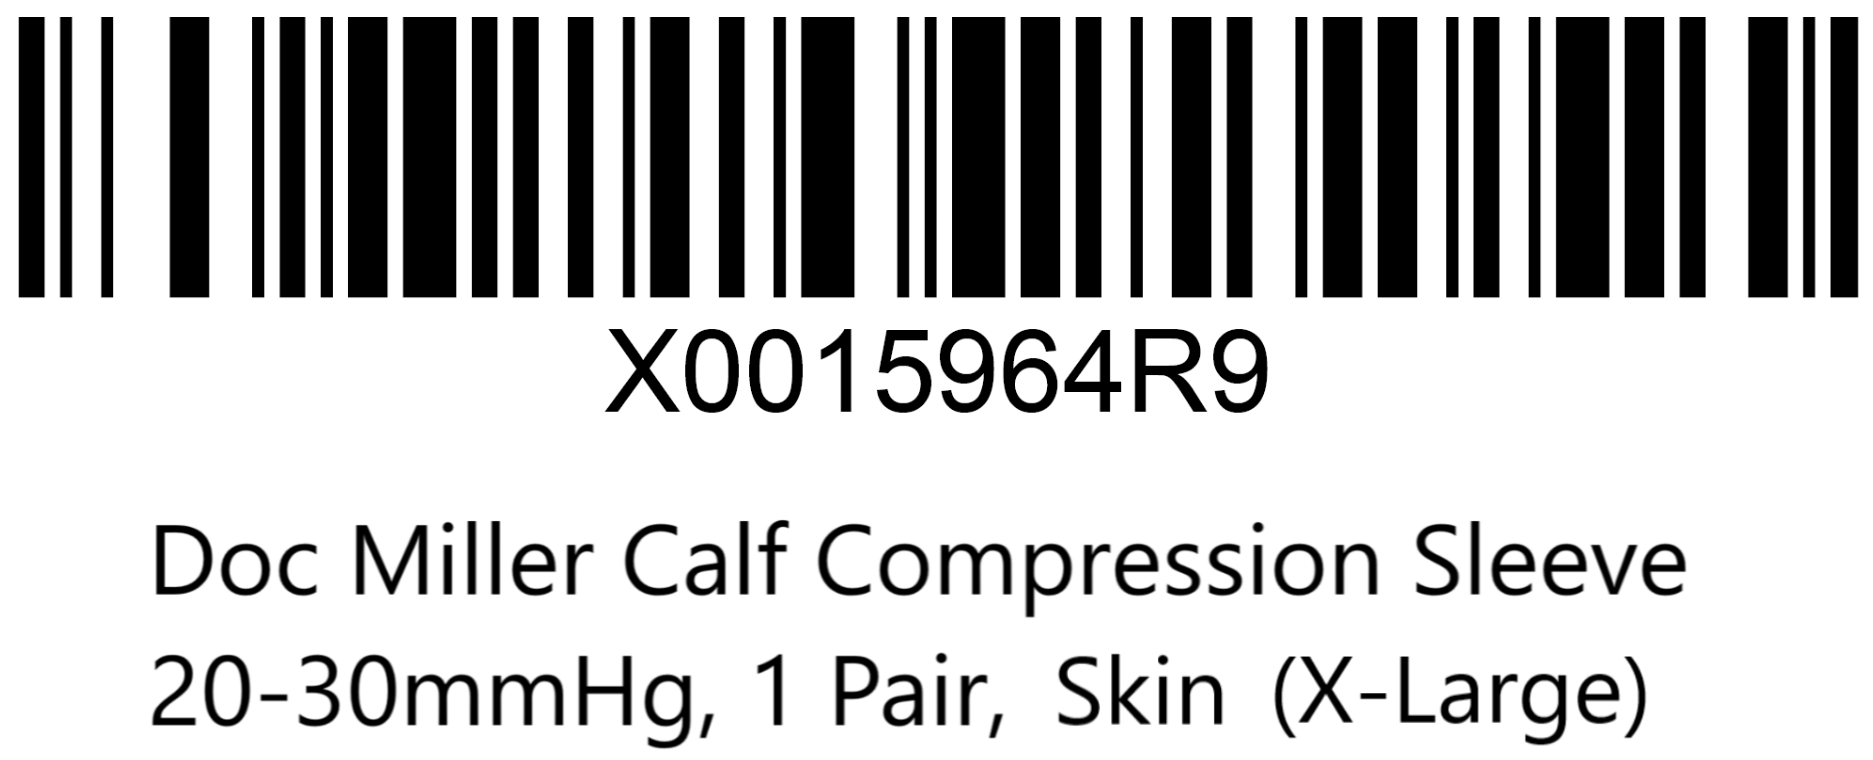 X0015964R9
Doc Miller Calf Compression Sleeve
20-30mmHg, 1 Pair, Skin (X-Large)